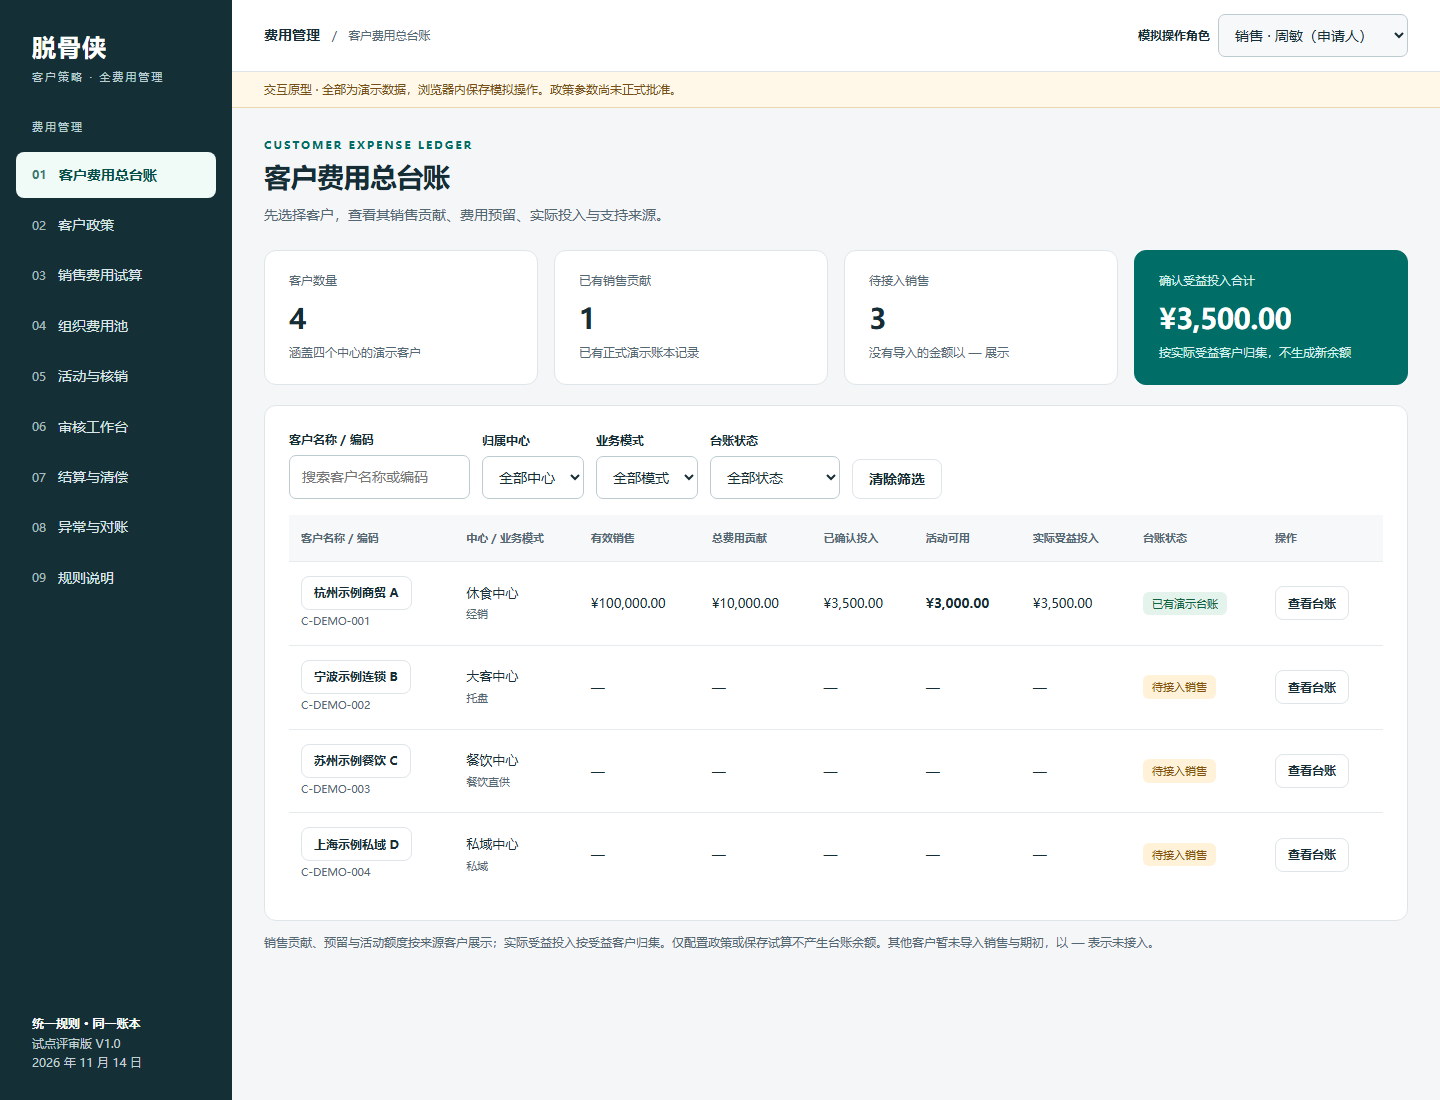 脱骨侠
客户策略 · 全费用管理
费用管理
01 客户费用总台账
02 客户政策
03 销售费用试算
04 组织费用池
05 活动与核销
06 审核工作台
07 结算与清偿
08 异常与对账
09 规则说明
统一规则 • 同一账本
试点评审版 V1.0
2026 年 11 月 14 日
费用管理 / 客户费用总台账
模拟操作角色 销售 · 周敏（申请人）
交互原型 · 全部为演示数据，浏览器内保存模拟操作。政策参数尚未正式批准。
CUSTOMER EXPENSE LEDGER
客户费用总台账
先选择客户，查看其销售贡献、费用预留、实际投入与支持来源。
客户数量
4
涵盖四个中心的演示客户
已有销售贡献
1
已有正式演示账本记录
待接入销售
3
没有导入的金额以 — 展示
确认受益投入合计
¥3,500.00
按实际受益客户归集，不生成新余额
客户名称 / 编码 归属中心 业务模式 台账状态
搜索客户名称或编码 全部中心 全部模式 全部状态 清除筛选
客户名称 / 编码 中心 / 业务模式 有效销售 总费用贡献 已确认投入 活动可用 实际受益投入 台账状态 操作
杭州示例商贸 A 休食中心 ¥100,000.00 ¥10,000.00 ¥3,500.00 ¥3,000.00 ¥3,500.00 已有演示台账 查看台账
C-DEMO-001 经销
宁波示例连锁 B 大客中心 — — — — — 待接入销售 查看台账
C-DEMO-002 托盘
苏州示例餐饮 C 餐饮中心 — — — — — 待接入销售 查看台账
C-DEMO-003 餐饮直供
上海示例私域 D 私域中心 — — — — — 待接入销售 查看台账
C-DEMO-004 私域
销售贡献、预留与活动额度按来源客户展示；实际受益投入按受益客户归集。仅配置政策或保存试算不产生台账余额。其他客户暂未导入销售与期初，以 — 表示未接入。